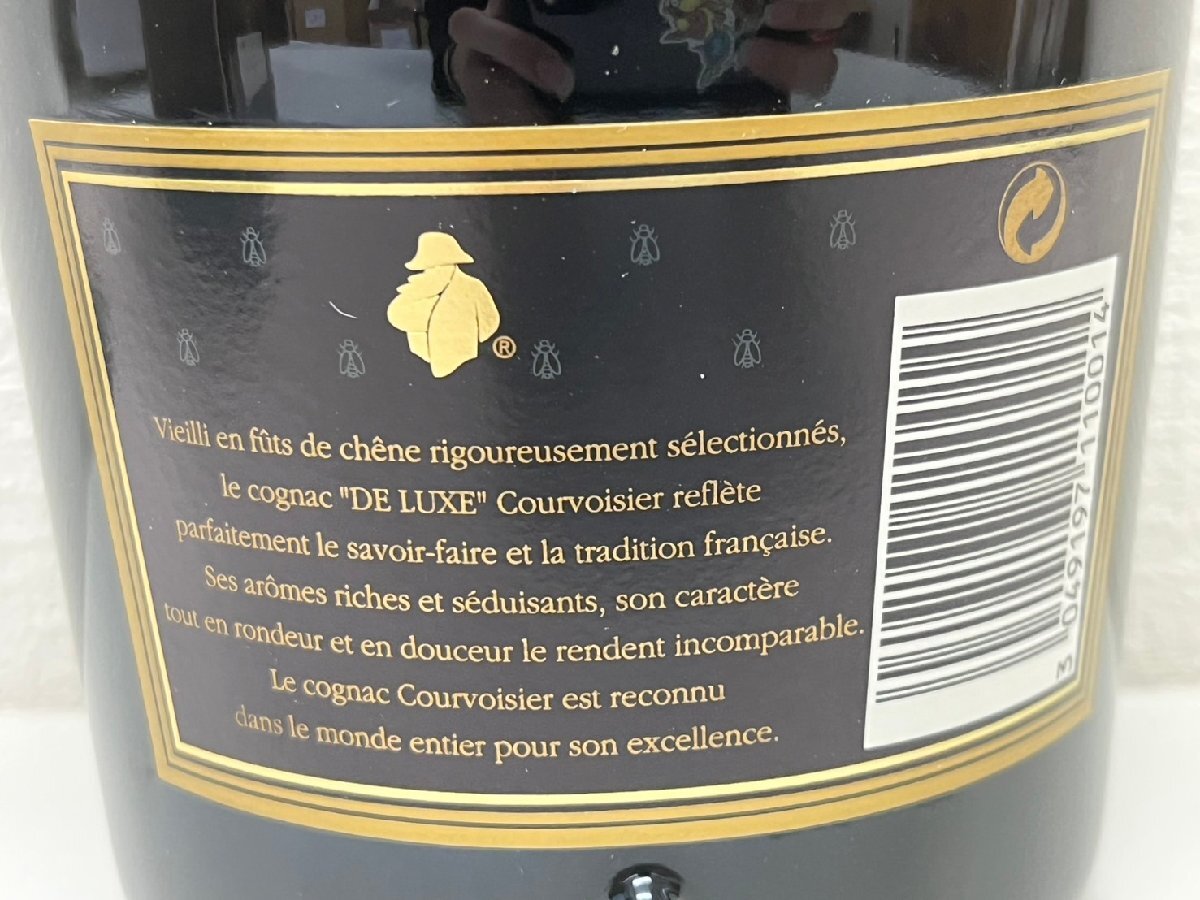 ®
Vieilli en fûts de chêne rigoureusement sélectionnés,
le cognac "DE LUXE" Courvoisier reflète
parfaitement le savoir-faire et la tradition française.
Ses arômes riches et séduisants, son caractère
tout en rondeur et en douceur le rendent incomparable.
Le cognac Courvoisier est reconnu
dans le monde entier pour son excellence.
3 049197 110014